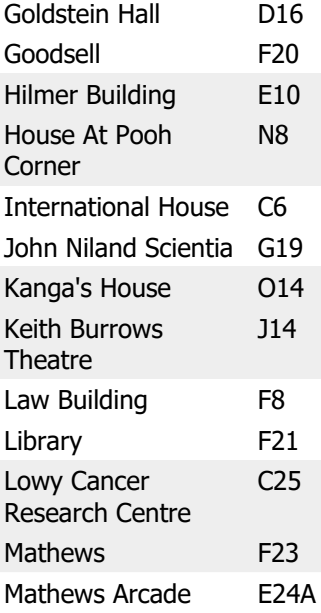 Goldstein Hall D16
Goodsell F20
Hilmer Building E10
House At Pooh N8
Corner
International House C6
John Niland Scientia G19
Kanga's House O14
Keith Burrows J14
Theatre
Law Building F8
Library F21
Lowy Cancer C25
Research Centre
Mathews F23
Mathews Arcade E24A